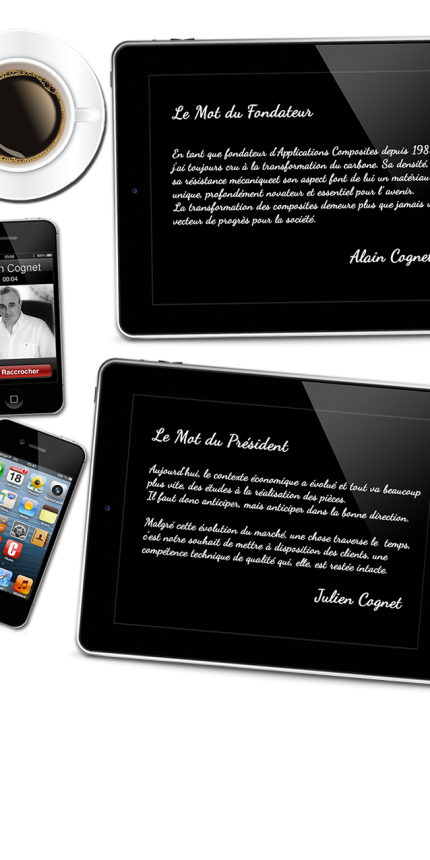 Le Mot du Fondateur
En tant que fondateur d'Applications Composites depuis 198
j'ai toujours cru à la transformation du carbone. Sa densité,
sa résistance mécaniqueet son aspect font de lui un matériau
unique, profondément novateur et essentiel pour l' avenir.
La transformation des composites demeure plus que jamais
vecteur de progrès pour la société.
Alain Cognet
n Cognet
00:04
Raccrocher
Le Mot du Président
Aujourd'hui, le contexte économique a évolué et tout va beaucoup
plus vite, des études à la réalisation des pièces.
Il faut donc anticiper, mais anticiper dans la bonne direction.
Malgré cette évolution du marché, une chose traverse le temps,
c'est notre souhait de mettre à disposition des clients, une
compétence technique de qualité qui, elle, est restée intacte.
Julien Cognet
18